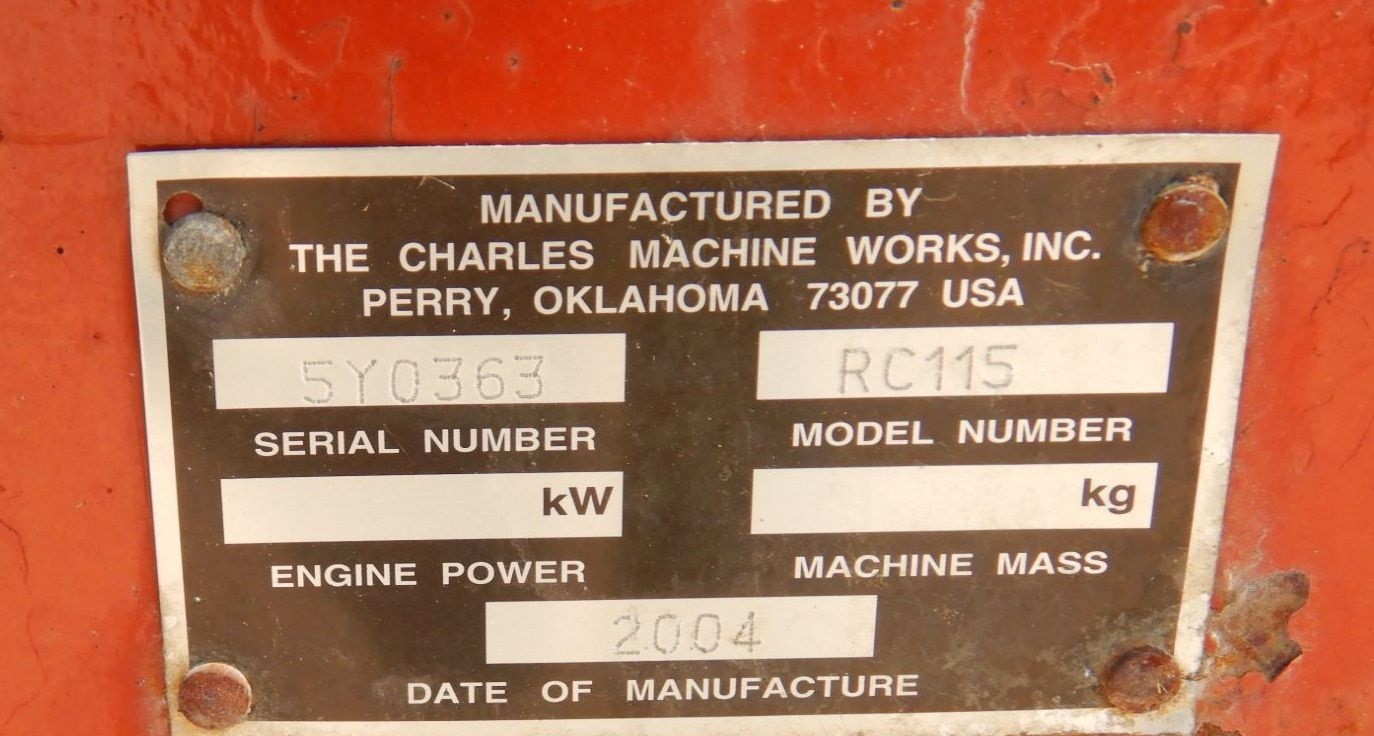 MANUFACTURED BY
THE CHARLES MACHINE WORKS, INC.
PERRY, OKLAHOMA 73077 USA
5Y0363 RC115
SERIAL NUMBER MODEL NUMBER
kW kg
ENGINE POWER MACHINE MASS
2004
DATE OF MANUFACTURE